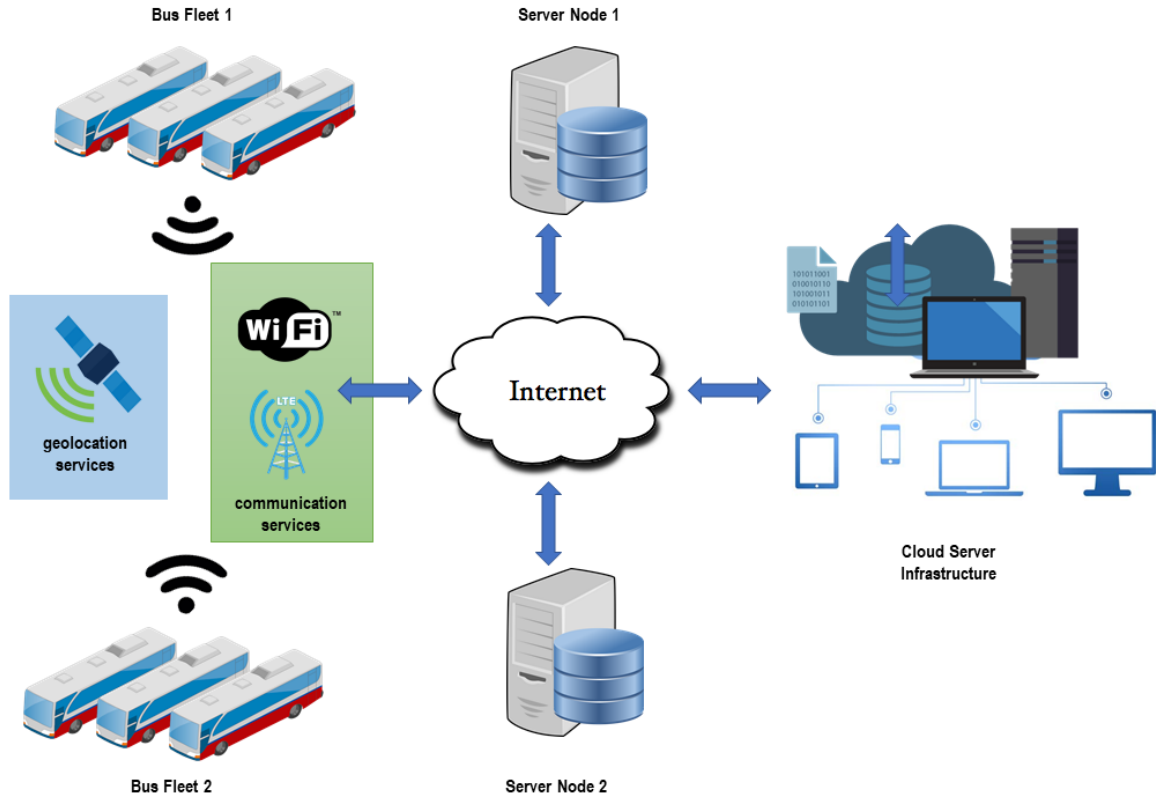 Bus Fleet 1
Server Node 1
WiFi™
LTE
geolocation
services
communication
services
Internet
101011001
010010110
101001011
010101101
Cloud Server
Infrastructure
Bus Fleet 2
Server Node 2